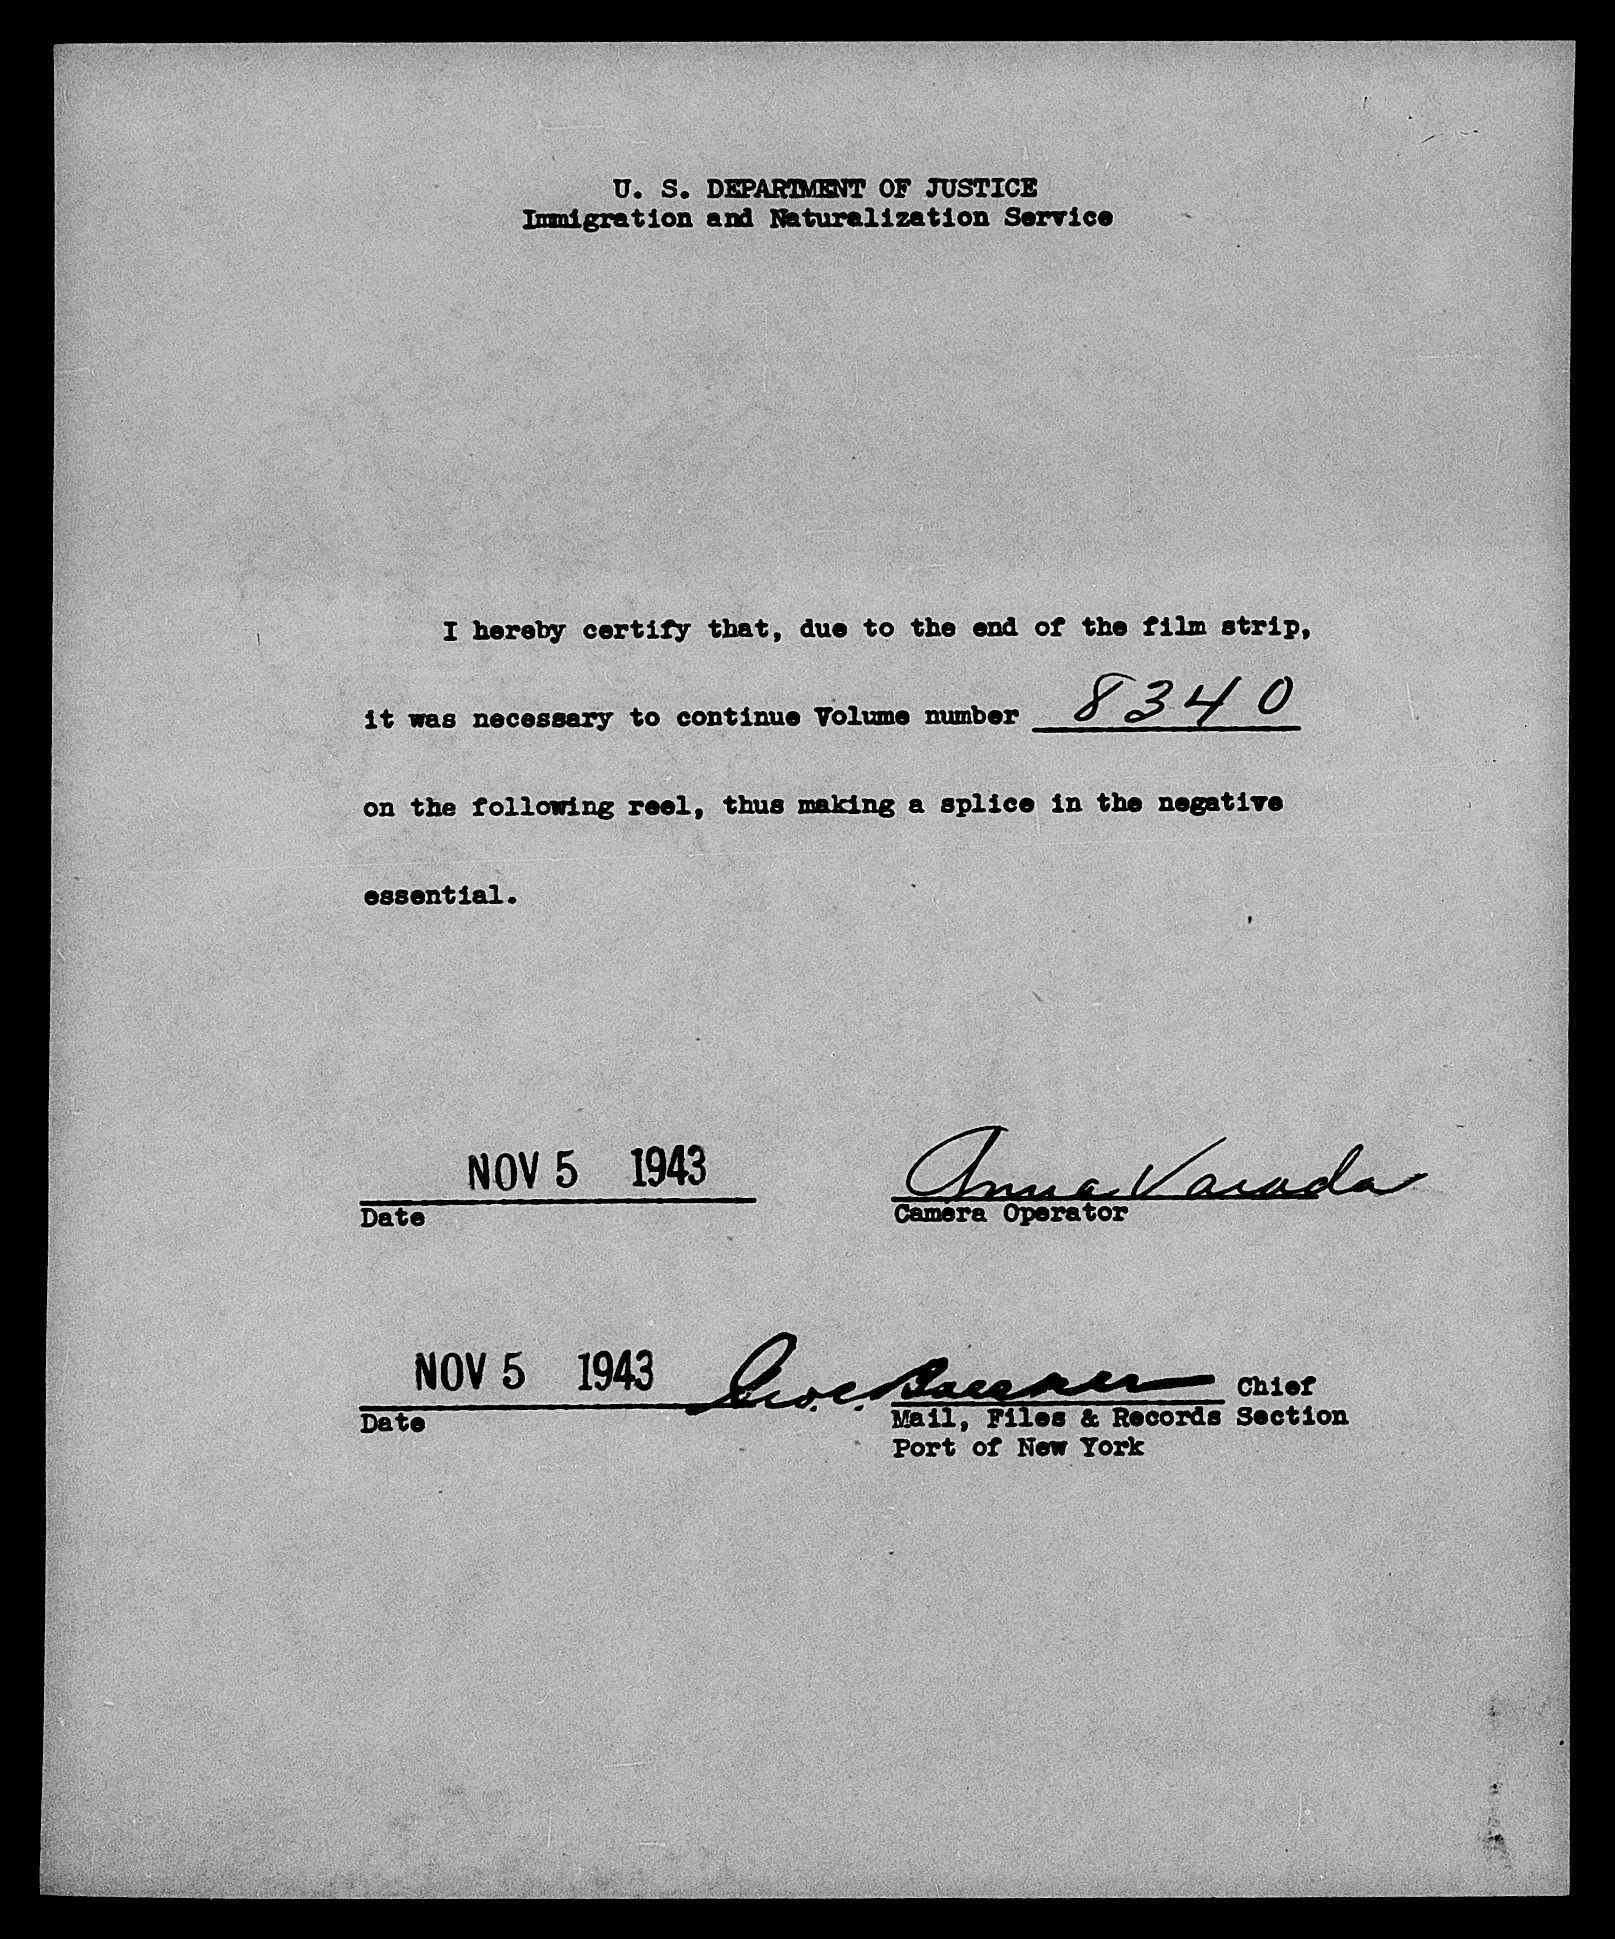 U. S. DEPARTMENT OF JUSTICE
Immigration and Naturalization Service
I hereby certify that, due to the end of the film strip,
it was necessary to continue Volume number 8340
on the following reel, thus making a splice in the negative
essential.
NOV 5 1943 Anna Varada
Date Camera Operator
NOV 5 1943 Chief
Date Mail, Files & Records Section
Port of New York